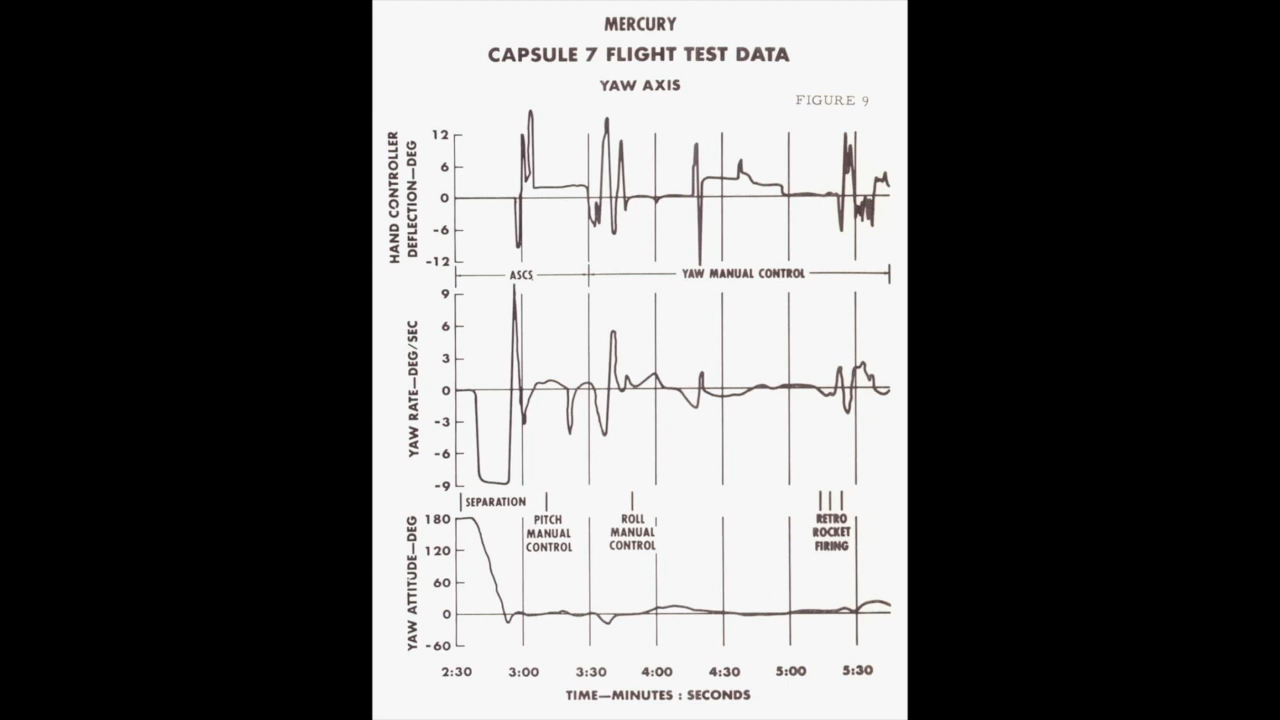 MERCURY
CAPSULE 7 FLIGHT TEST DATA
YAW AXIS
FIGURE 9
HAND CONTROLLER
DEFLECTION—DEG
12
6
0
-6
-12
ASCS
YAW MANUAL CONTROL
YAW RATE—DEG/SEC
9
6
3
0
-3
-6
-9
SEPARATION
PITCH
MANUAL
CONTROL
ROLL
MANUAL
CONTROL
RETRO
ROCKET
FIRING
YAW ATTITUDE—DEG
180
120
60
0
-60
2:30 3:00 3:30 4:00 4:30 5:00 5:30
TIME—MINUTES : SECONDS